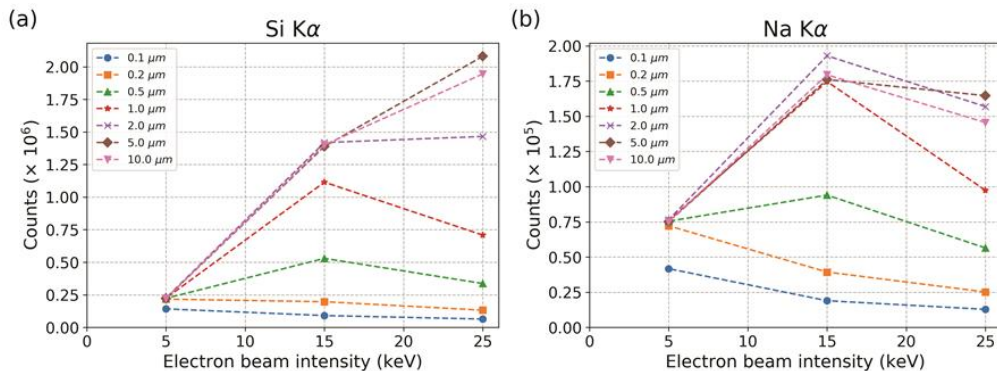 (a)
Si Kα
Counts (× 10⁶)
2.00
1.75
1.50
1.25
1.00
0.75
0.50
0.25
0.00
0.1 μm
0.2 μm
0.5 μm
1.0 μm
2.0 μm
5.0 μm
10.0 μm
0 5 10 15 20 25
Electron beam intensity (keV)
(b)
Na Kα
Counts (× 10⁵)
2.00
1.75
1.50
1.25
1.00
0.75
0.50
0.25
0.00
0.1 μm
0.2 μm
0.5 μm
1.0 μm
2.0 μm
5.0 μm
10.0 μm
0 5 10 15 20 25
Electron beam intensity (keV)